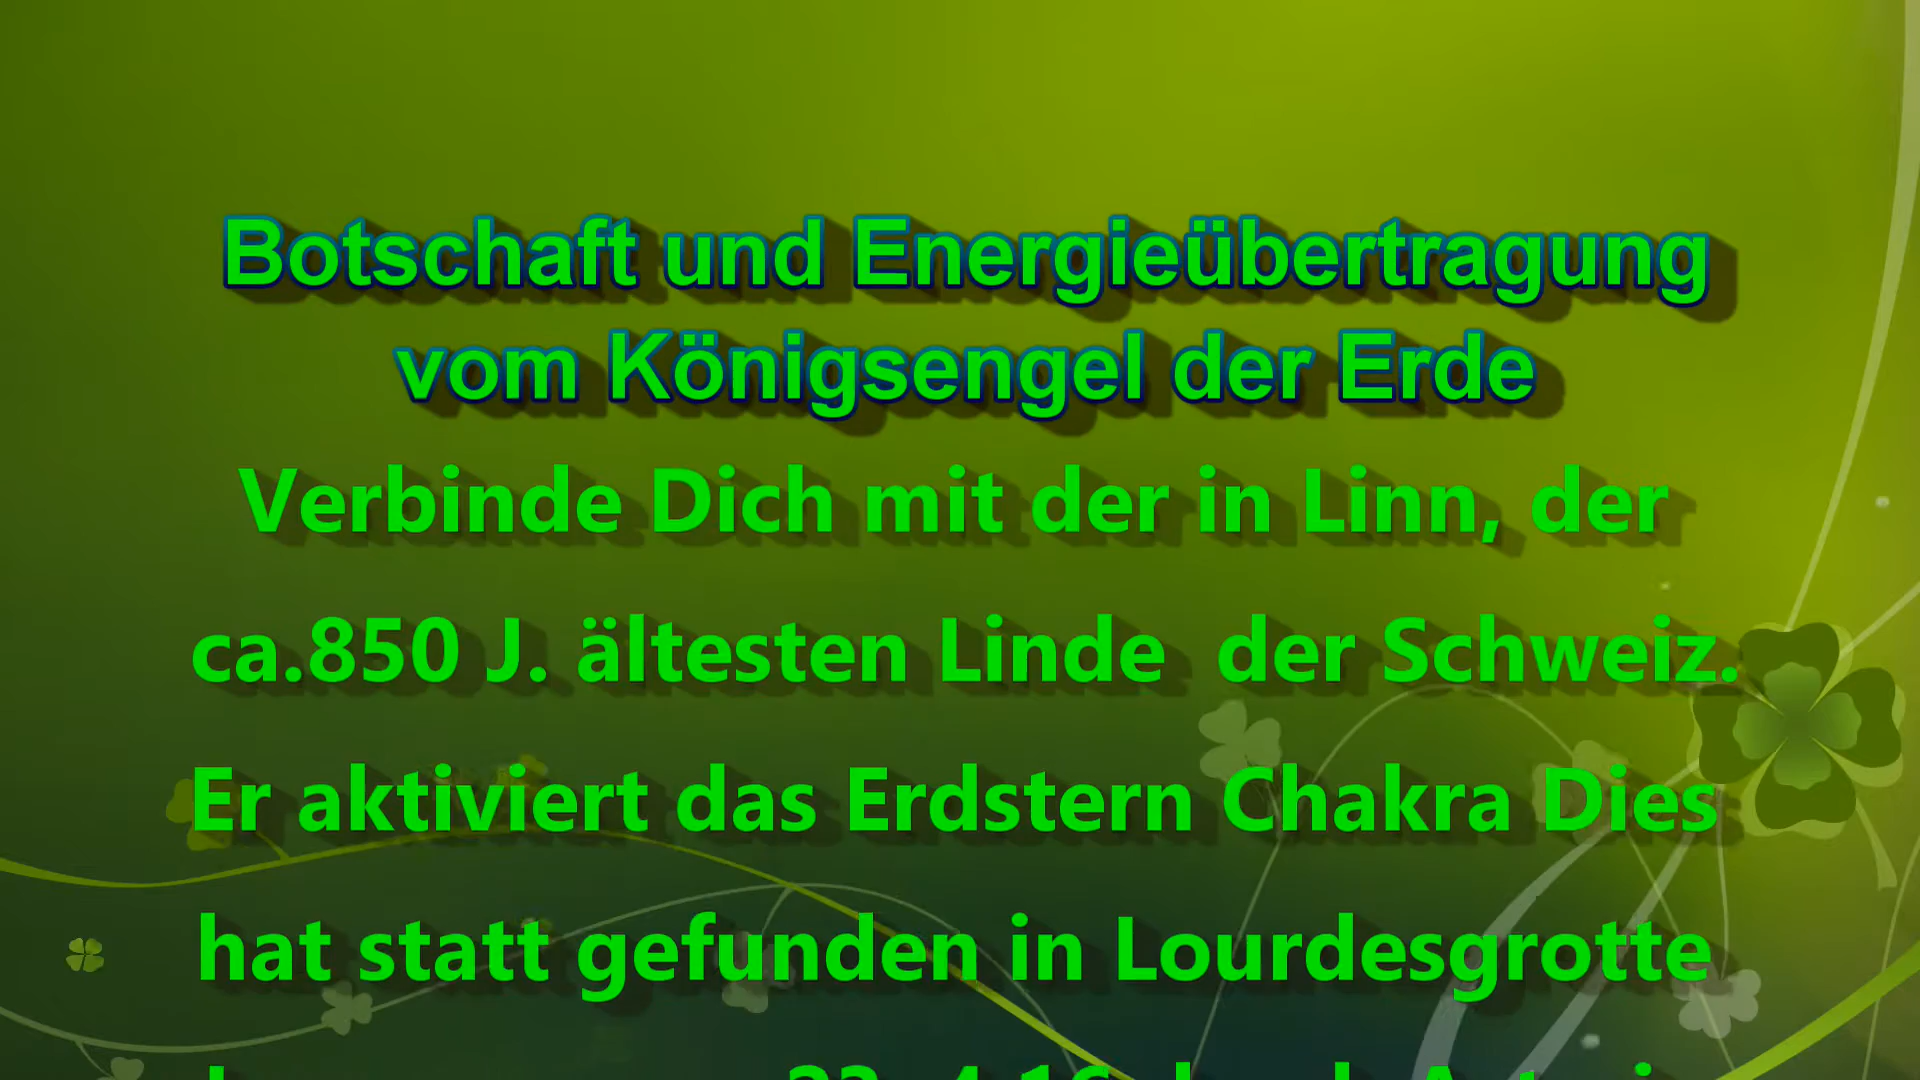 Botschaft und Energieübertragung
vom Königsengel der Erde
Verbinde Dich mit der in Linn, der
ca.850 J. ältesten Linde  der Schweiz.
Er aktiviert das Erdstern Chakra Dies
hat statt gefunden in Lourdesgrotte